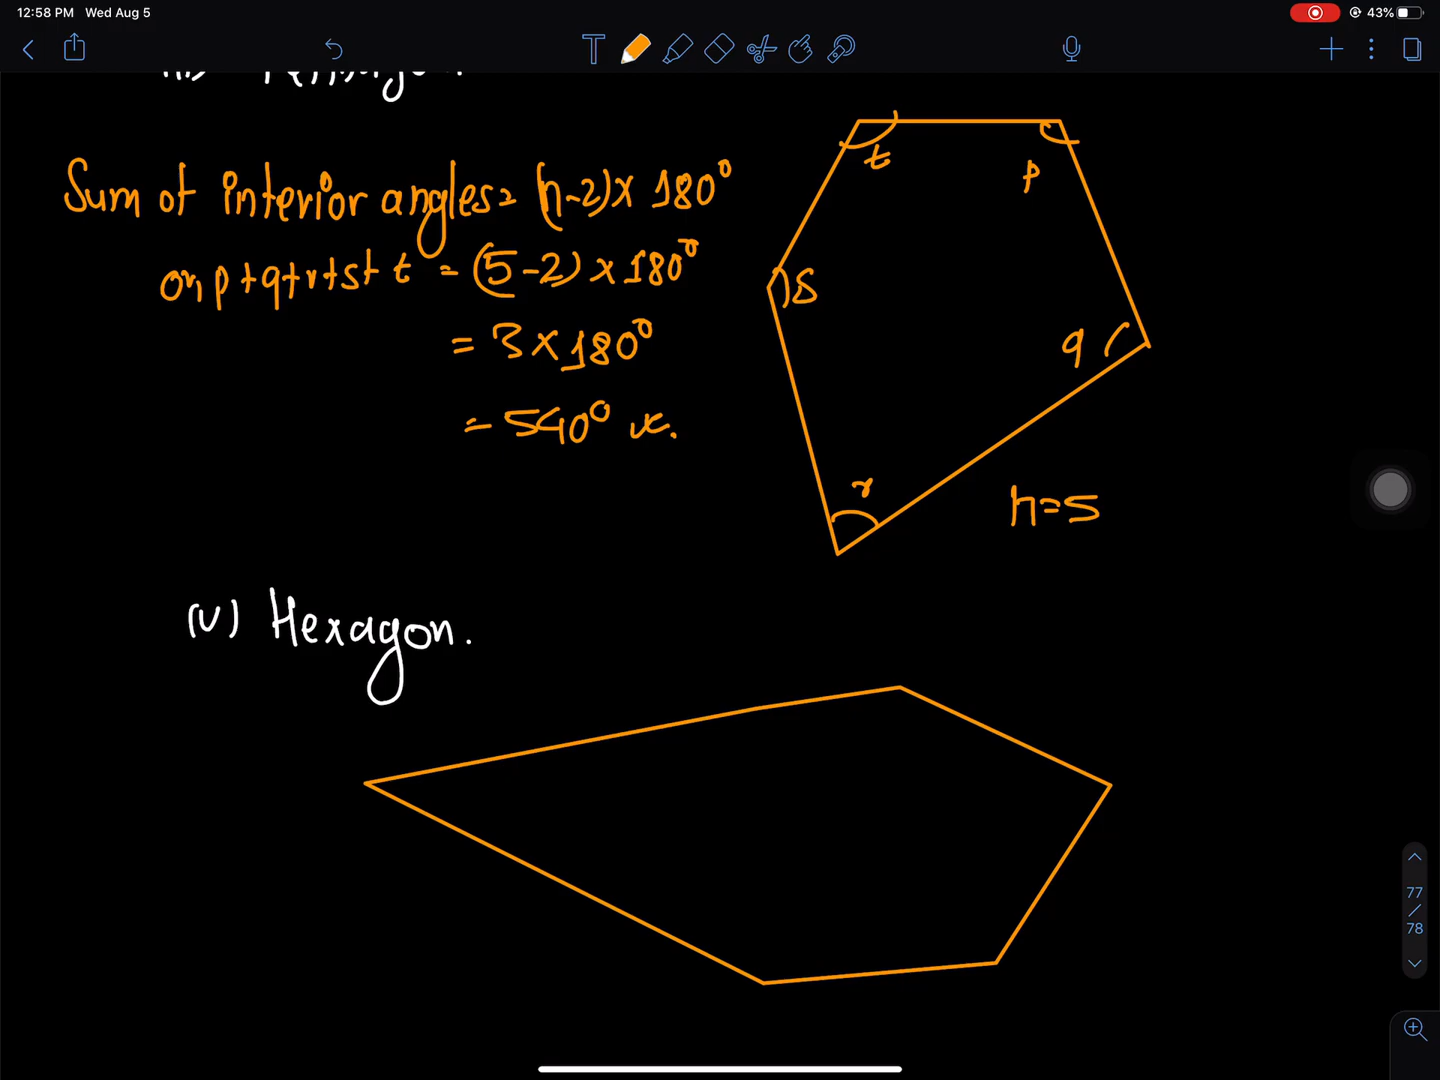 12:58 PM Wed Aug 5
43%
Sum of interior angles = (n-2) × 180°
or, p+q+r+s+t = (5-2) × 180°
= 3 × 180°
= 540°
t
p
s
q
r
n=5
(v) Hexagon.
77
/
78